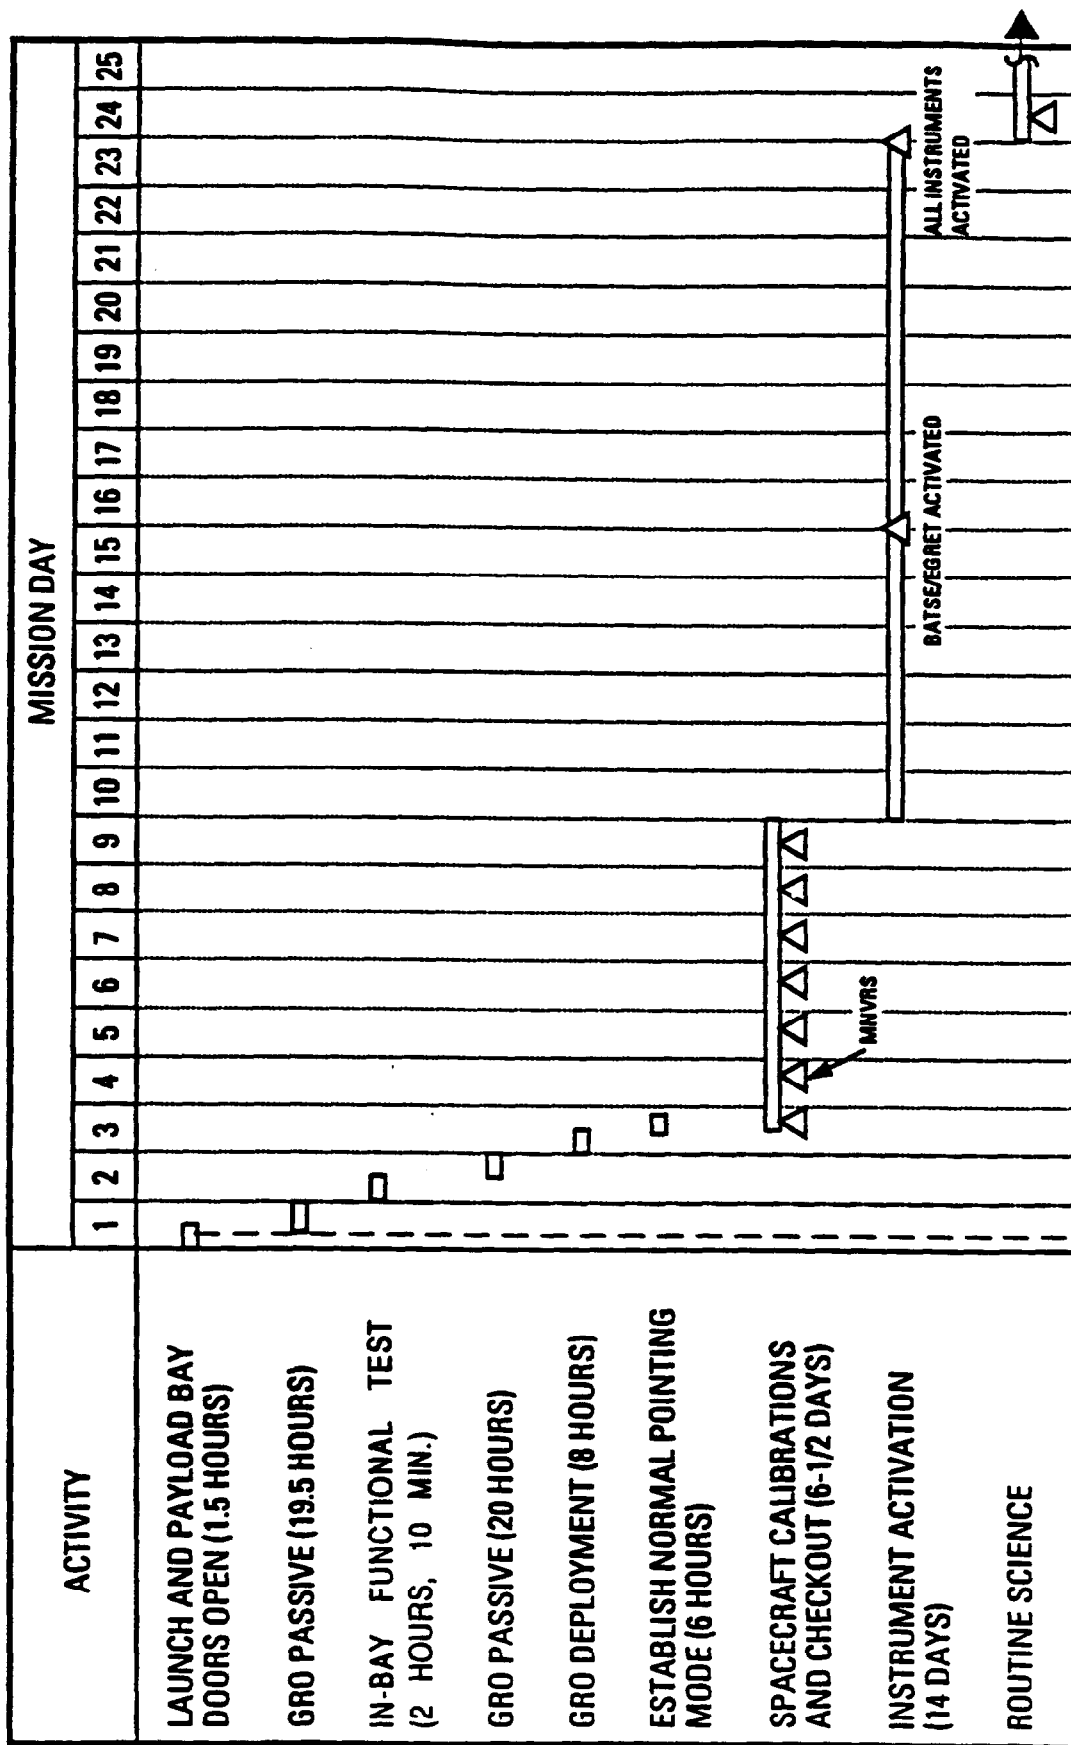 ACTIVITY
MISSION DAY
1 2 3 4 5 6 7 8 9 10 11 12 13 14 15 16 17 18 19 20 21 22 23 24 25
LAUNCH AND PAYLOAD BAY
DOORS OPEN (1.5 HOURS)
GRO PASSIVE (19.5 HOURS)
IN-BAY FUNCTIONAL TEST
(2 HOURS, 10 MIN.)
GRO PASSIVE (20 HOURS)
GRO DEPLOYMENT (8 HOURS)
ESTABLISH NORMAL POINTING
MODE (6 HOURS)
SPACECRAFT CALIBRATIONS
AND CHECKOUT (6-1/2 DAYS)
MNVRS
INSTRUMENT ACTIVATION
(14 DAYS)
BATSE/EGRET ACTIVATED
ALL INSTRUMENTS
ACTIVATED
ROUTINE SCIENCE